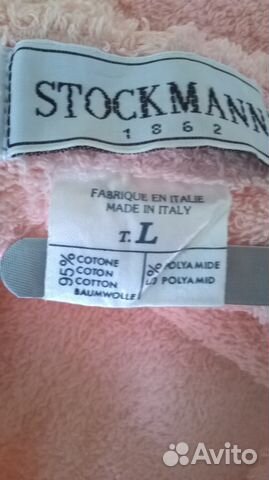 STOCKMANN
1862
FABRIQUE EN ITALIE
MADE IN ITALY
T. L
95% COTONE
COTON
COTTON
BAUMWOLLE
% POLYAMIDE
POLYAMID
Avito